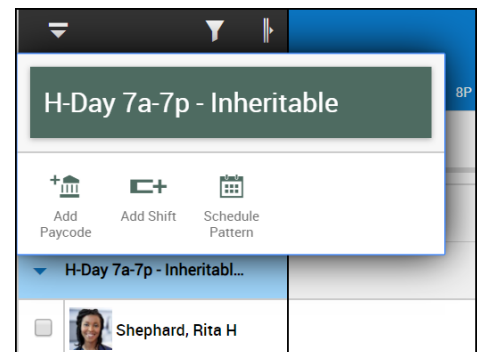 8P
H-Day 7a-7p - Inheritable
Add
Paycode
Add Shift
Schedule
Pattern
H-Day 7a-7p - Inheritabl...
Shephard, Rita H